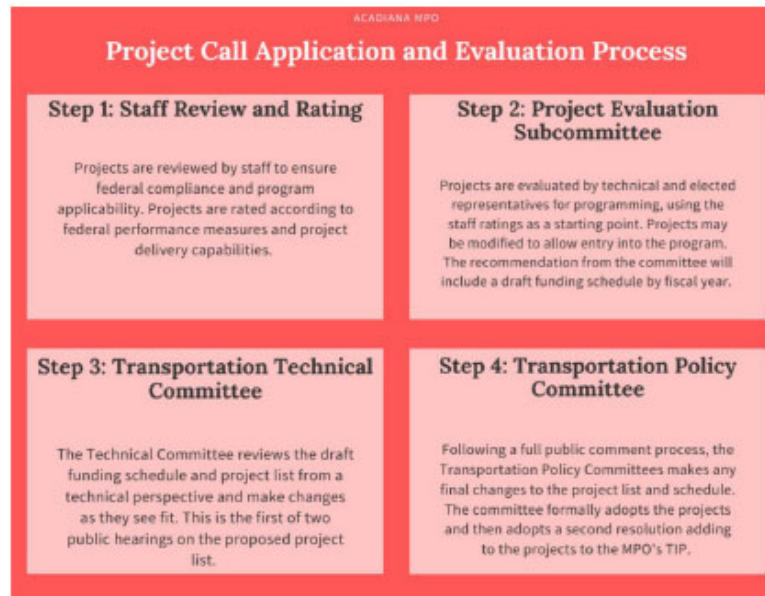 ACADIANA MPO
Project Call Application and Evaluation Process
Step 1: Staff Review and Rating
Projects are reviewed by staff to ensure
federal compliance and program
applicability. Projects are rated according to
federal performance measures and project
delivery capabilities.
Step 2: Project Evaluation
Subcommittee
Projects are evaluated by technical and elected
representatives for programming, using the
staff ratings as a starting point. Projects may
be modified to allow entry into the program.
The recommendation from the committee will
include a draft funding schedule by fiscal year.
Step 3: Transportation Technical
Committee
The Technical Committee reviews the draft
funding schedule and project list from a
technical perspective and make changes
as they see fit. This is the first of two
public hearings on the proposed project
list.
Step 4: Transportation Policy
Committee
Following a full public comment process, the
Transportation Policy Committees makes any
final changes to the project list and schedule.
The committee formally adopts the projects
and then adopts a second resolution adding
to the projects to the MPO's TIP.